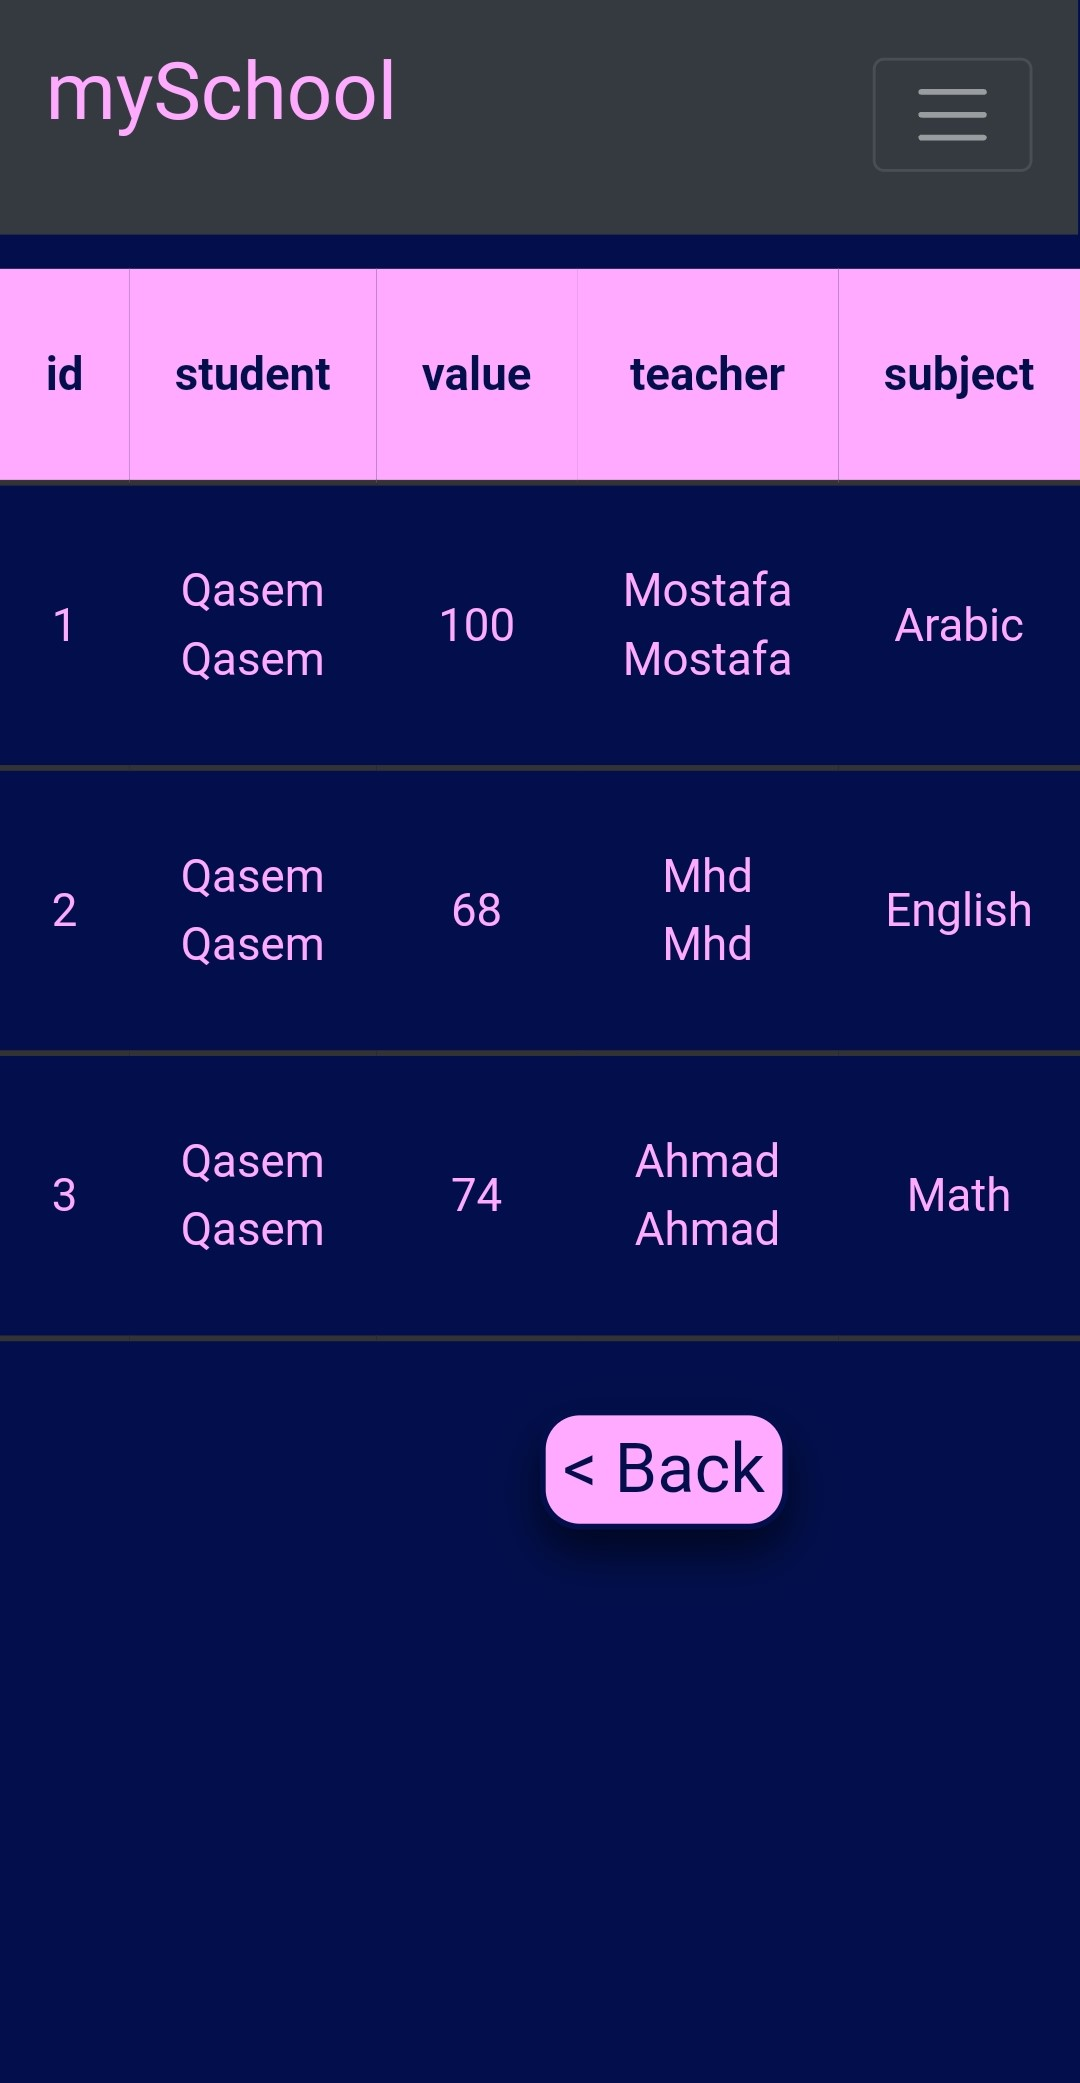 mySchool
id student value teacher subject
1 Qasem Qasem 100 Mostafa Mostafa Arabic
2 Qasem Qasem 68 Mhd Mhd English
3 Qasem Qasem 74 Ahmad Ahmad Math
< Back